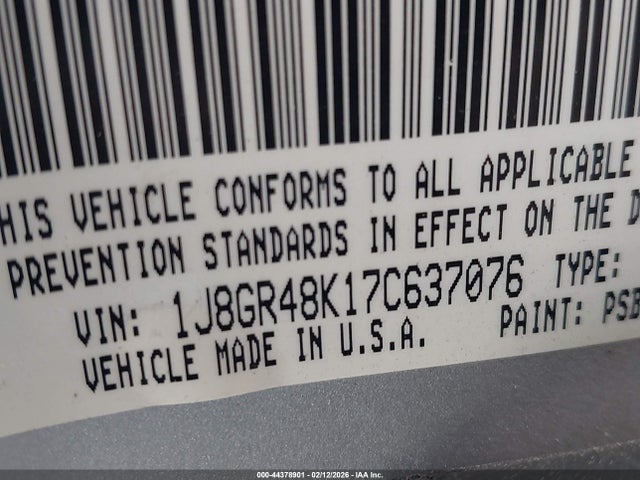 HIS VEHICLE CONFORMS TO ALL APPLICABLE
PREVENTION STANDARDS IN EFFECT ON THE D
VIN: 1J8GR48K17C637076 TYPE:
VEHICLE MADE IN U.S.A. PAINT: PSB
000-44378901 - 02/12/2026 - IAA Inc.